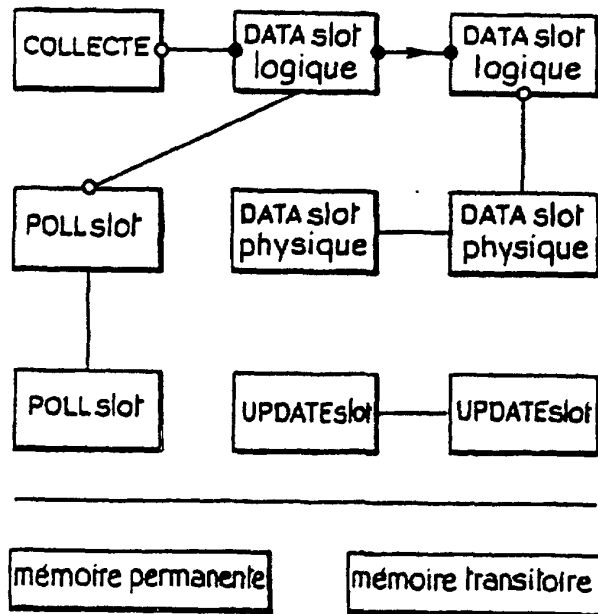 COLLECTE
DATA slot
logique
DATA slot
logique
POLL slot
DATA slot
physique
DATA slot
physique
POLL slot
UPDATE slot
UPDATE slot
mémoire permanente
mémoire transitoire